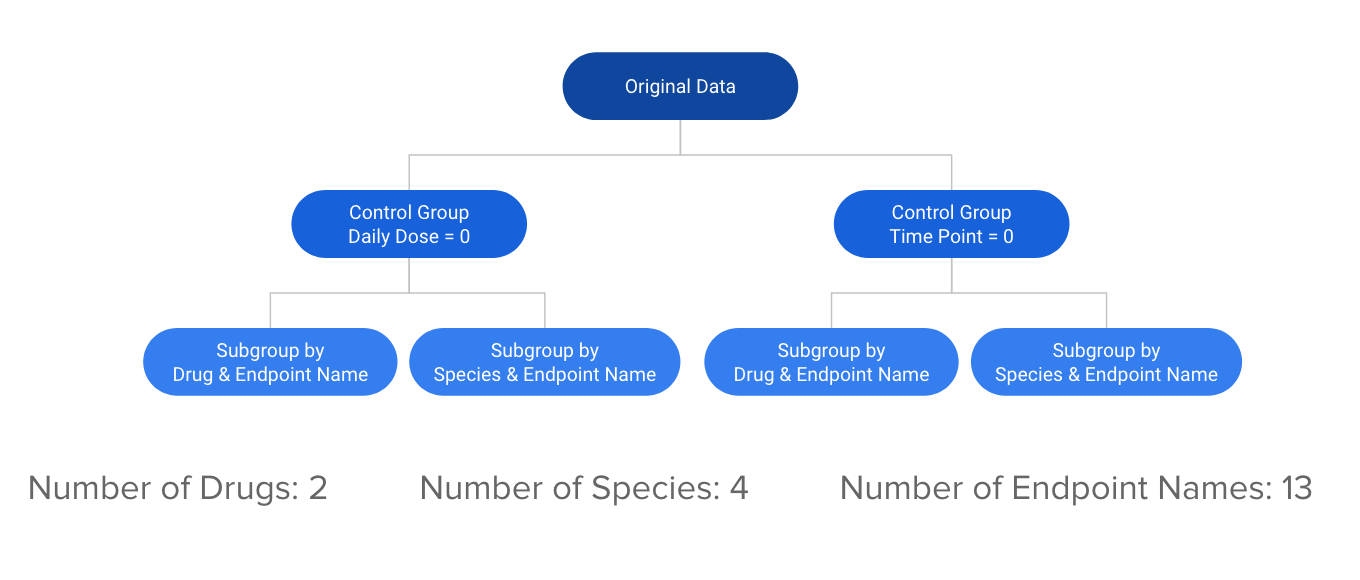 Original Data
Control Group
Daily Dose = 0
Control Group
Time Point = 0
Subgroup by
Drug & Endpoint Name
Subgroup by
Species & Endpoint Name
Subgroup by
Drug & Endpoint Name
Subgroup by
Species & Endpoint Name
Number of Drugs: 2
Number of Species: 4
Number of Endpoint Names: 13